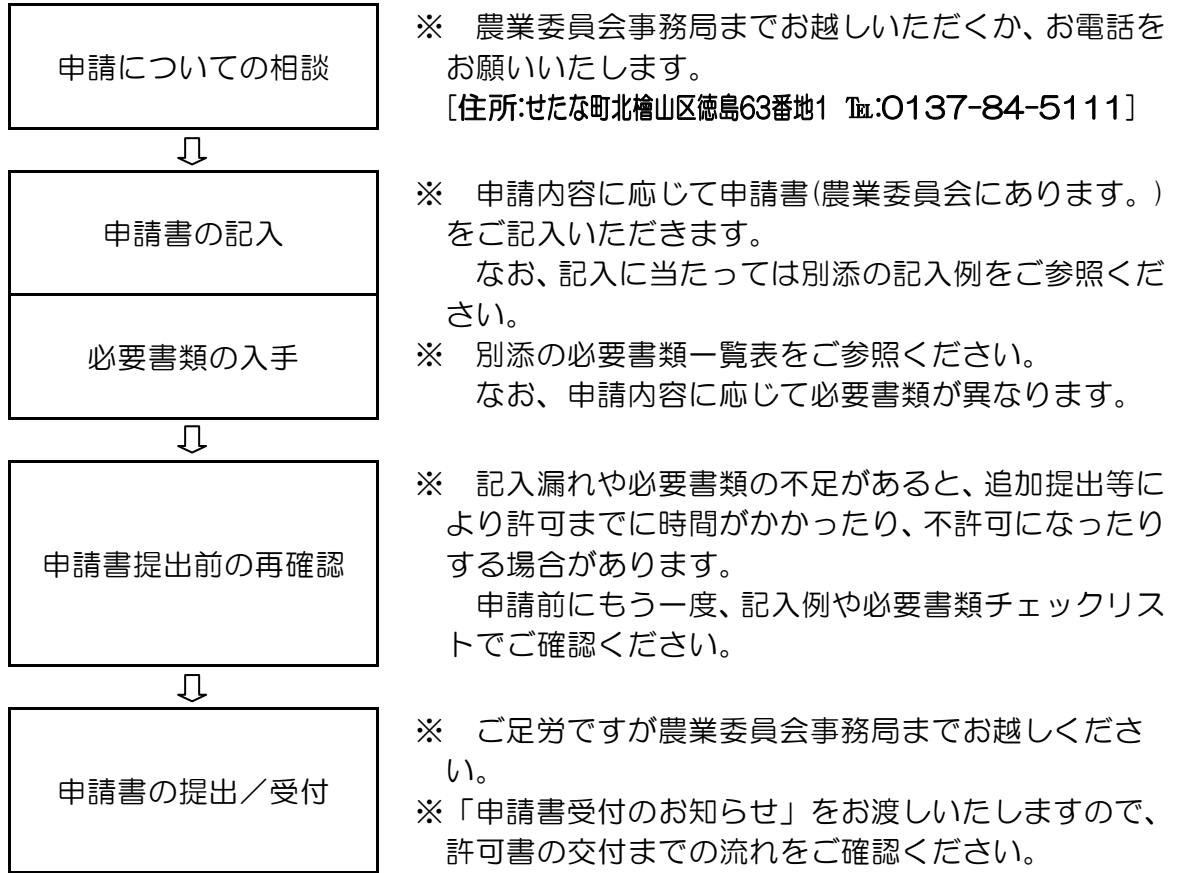 申請についての相談
※　農業委員会事務局までお越しいただくか、お電話を
お願いいたします。
[住所:せたな町北檜山区徳島63番地1 ℡:0137-84-5111]
⇩
申請書の記入
※　申請内容に応じて申請書(農業委員会にあります。)
をご記入いただきます。
なお、記入に当たっては別添の記入例をご参照くだ
さい。
必要書類の入手
※　別添の必要書類一覧表をご参照ください。
なお、申請内容に応じて必要書類が異なります。
⇩
申請書提出前の再確認
※　記入漏れや必要書類の不足があると、追加提出等に
より許可までに時間がかかったり、不許可になったり
する場合があります。
申請前にもう一度、記入例や必要書類チェックリス
トでご確認ください。
⇩
申請書の提出／受付
※　ご足労ですが農業委員会事務局までお越しくださ
い。
※「申請書受付のお知らせ」をお渡しいたしますので、
許可書の交付までの流れをご確認ください。